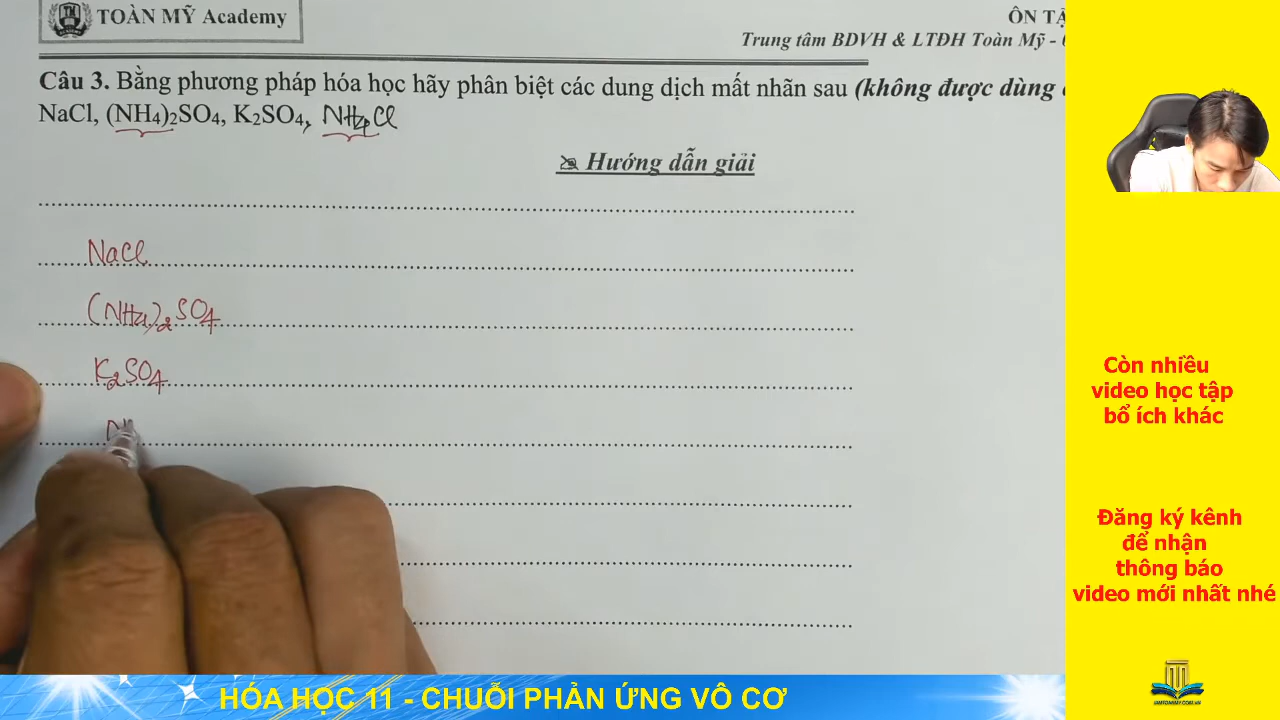 TOÀN MỸ Academy
ÔN TẬ
Trung tâm BDVH & LTĐH Toàn Mỹ -
Câu 3. Bằng phương pháp hóa học hãy phân biệt các dung dịch mất nhãn sau (không được dùng
NaCl, (NH4)2SO4, K2SO4, NH4Cl
Hướng dẫn giải
NaCl
(NH4)2SO4
K2SO4
N
Còn nhiều
video học tập
bổ ích khác
Đăng ký kênh
để nhận
thông báo
video mới nhất nhé
HÓA HỌC 11 - CHUỖI PHẢN ỨNG VÔ CƠ